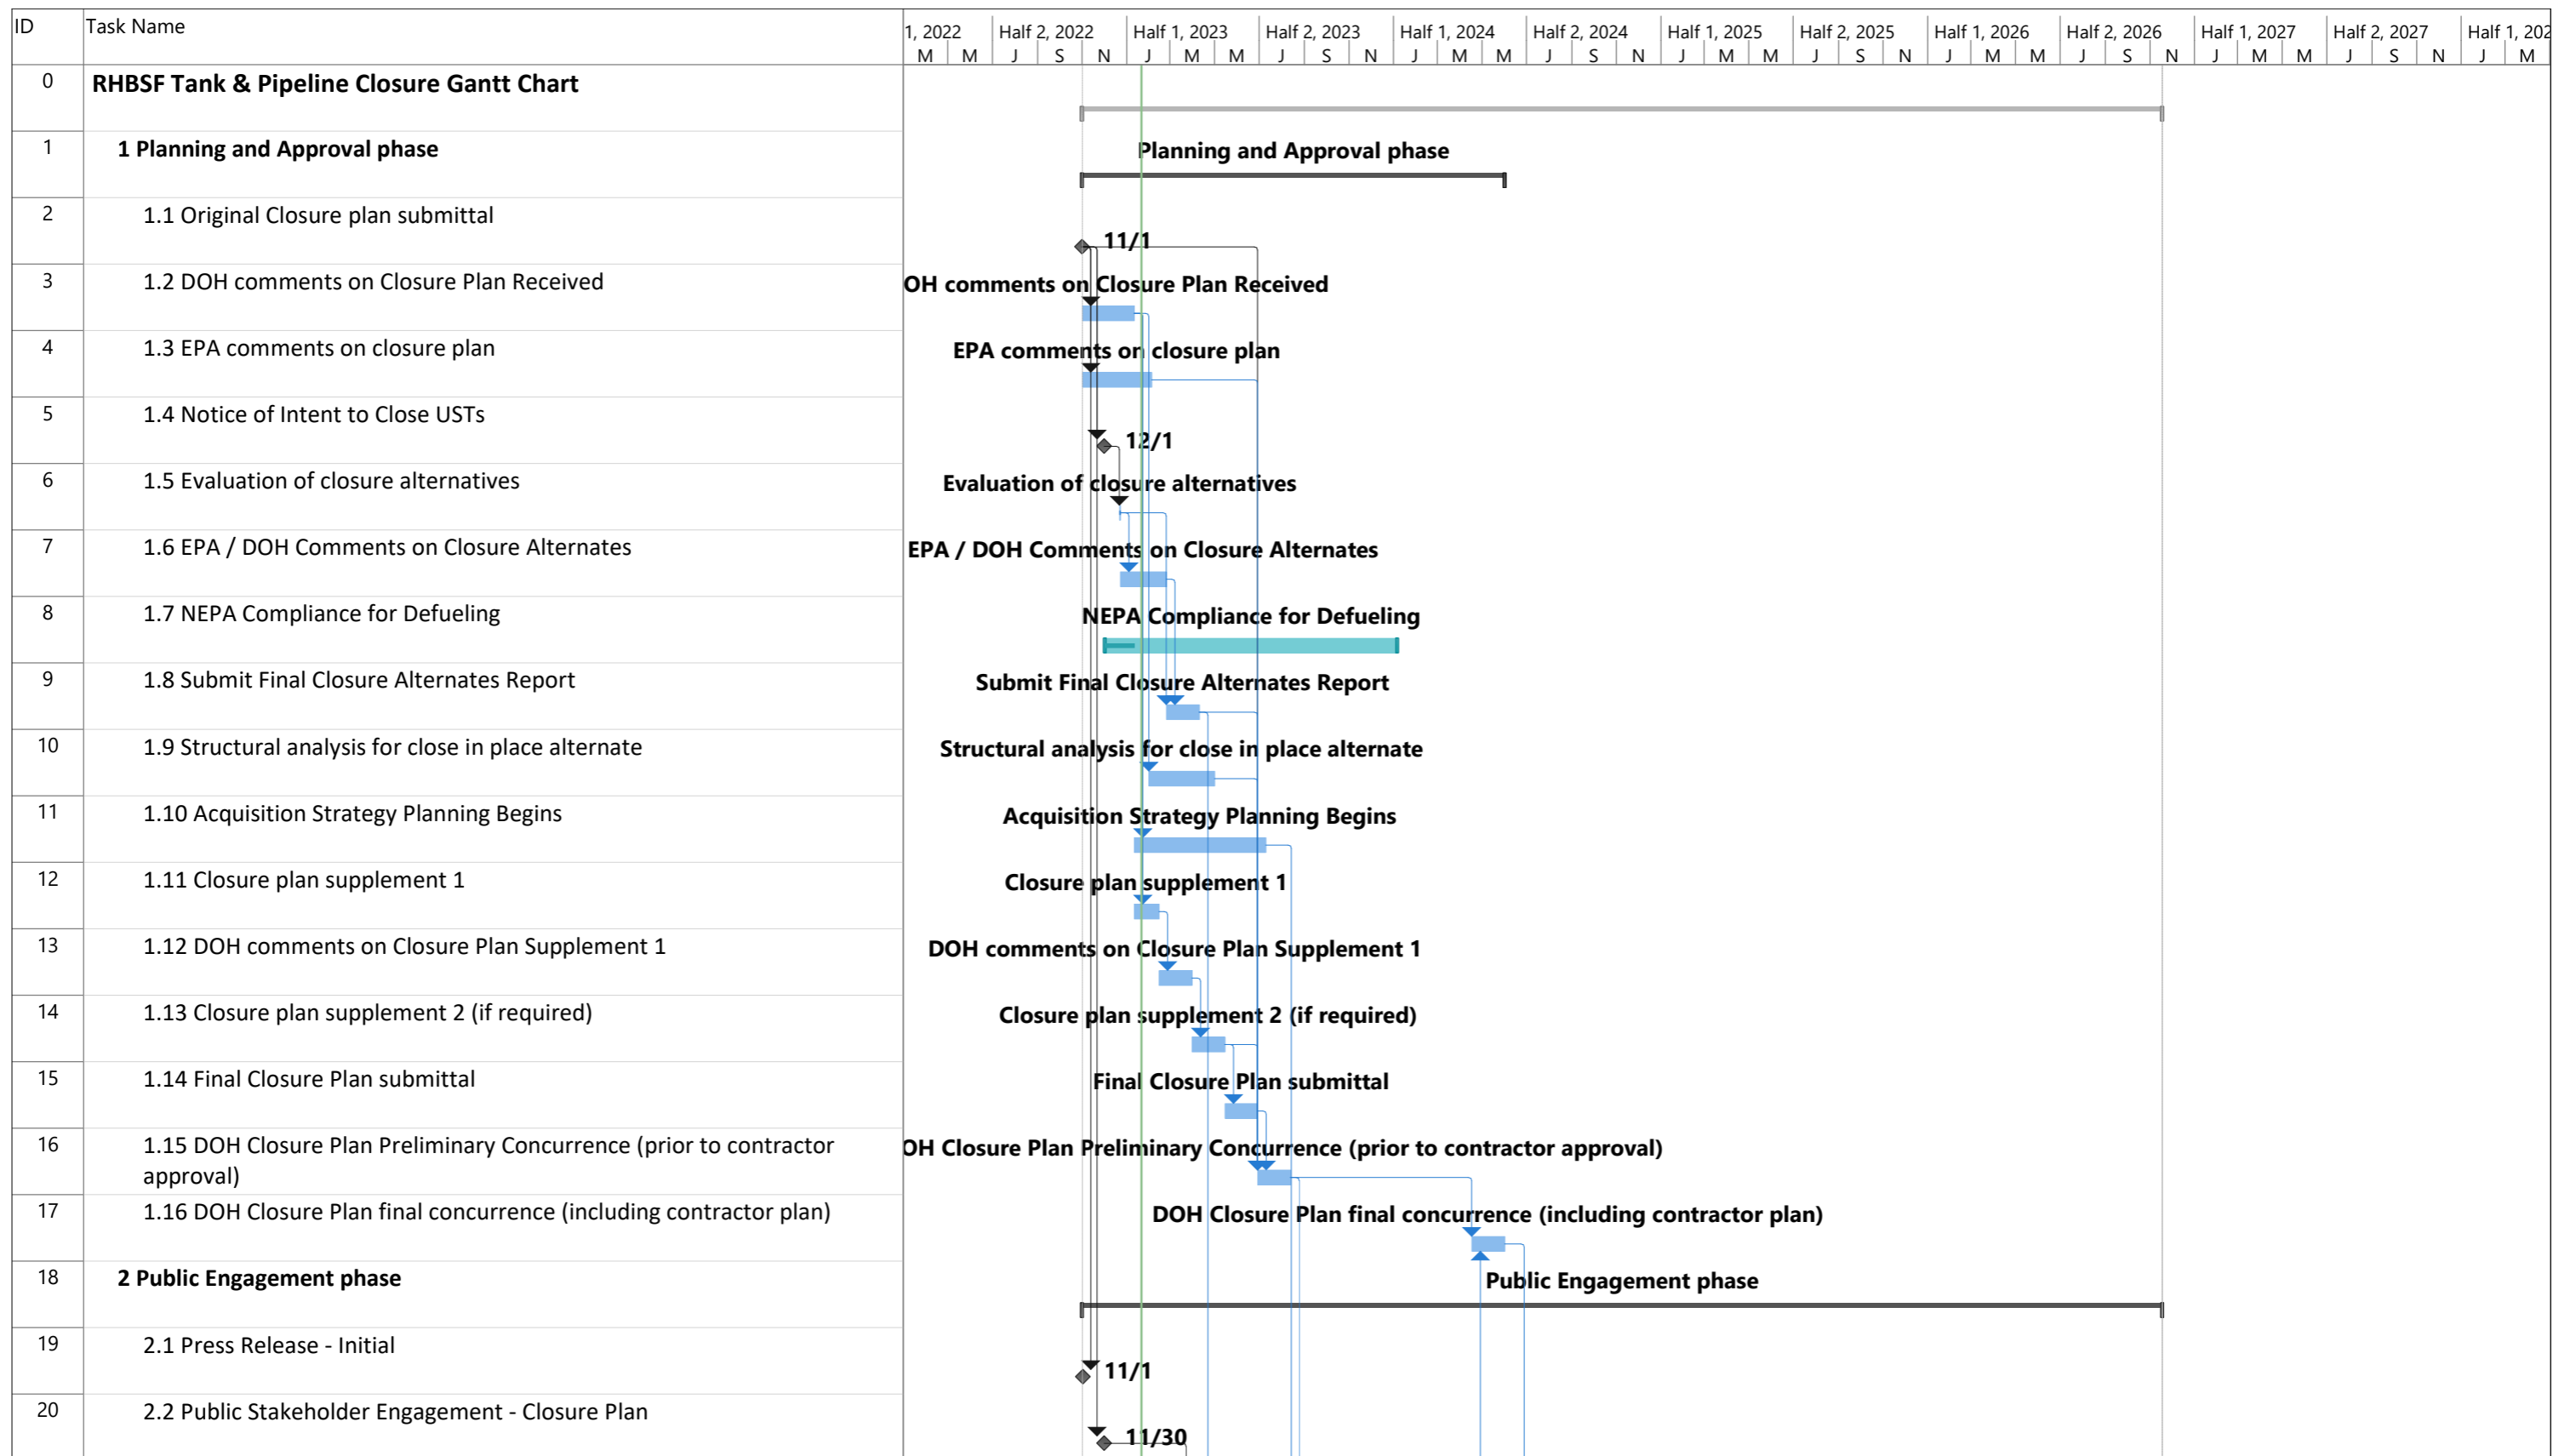 ID Task Name 1, 2022 Half 2, 2022 Half 1, 2023 Half 2, 2023 Half 1, 2024 Half 2, 2024 Half 1, 2025 Half 2, 2025 Half 1, 2026 Half 2, 2026 Half 1, 2027 Half 2, 2027 Half 1, 202
M M J S N J M M J S N J M M J S N J M M J S N J M M J S N J M M J S N J M
0 RHBSF Tank & Pipeline Closure Gantt Chart
1 1 Planning and Approval phase Planning and Approval phase
2 1.1 Original Closure plan submittal
11/1
3 1.2 DOH comments on Closure Plan Received OH comments on Closure Plan Received
4 1.3 EPA comments on closure plan EPA comments on closure plan
5 1.4 Notice of Intent to Close USTs
12/1
6 1.5 Evaluation of closure alternatives Evaluation of closure alternatives
7 1.6 EPA / DOH Comments on Closure Alternates EPA / DOH Comments on Closure Alternates
8 1.7 NEPA Compliance for Defueling NEPA Compliance for Defueling
9 1.8 Submit Final Closure Alternates Report Submit Final Closure Alternates Report
10 1.9 Structural analysis for close in place alternate Structural analysis for close in place alternate
11 1.10 Acquisition Strategy Planning Begins Acquisition Strategy Planning Begins
12 1.11 Closure plan supplement 1 Closure plan supplement 1
13 1.12 DOH comments on Closure Plan Supplement 1 DOH comments on Closure Plan Supplement 1
14 1.13 Closure plan supplement 2 (if required) Closure plan supplement 2 (if required)
15 1.14 Final Closure Plan submittal Final Closure Plan submittal
16 1.15 DOH Closure Plan Preliminary Concurrence (prior to contractor OH Closure Plan Preliminary Concurrence (prior to contractor approval)
approval)
17 1.16 DOH Closure Plan final concurrence (including contractor plan) DOH Closure Plan final concurrence (including contractor plan)
18 2 Public Engagement phase Public Engagement phase
19 2.1 Press Release - Initial
11/1
20 2.2 Public Stakeholder Engagement - Closure Plan
11/30